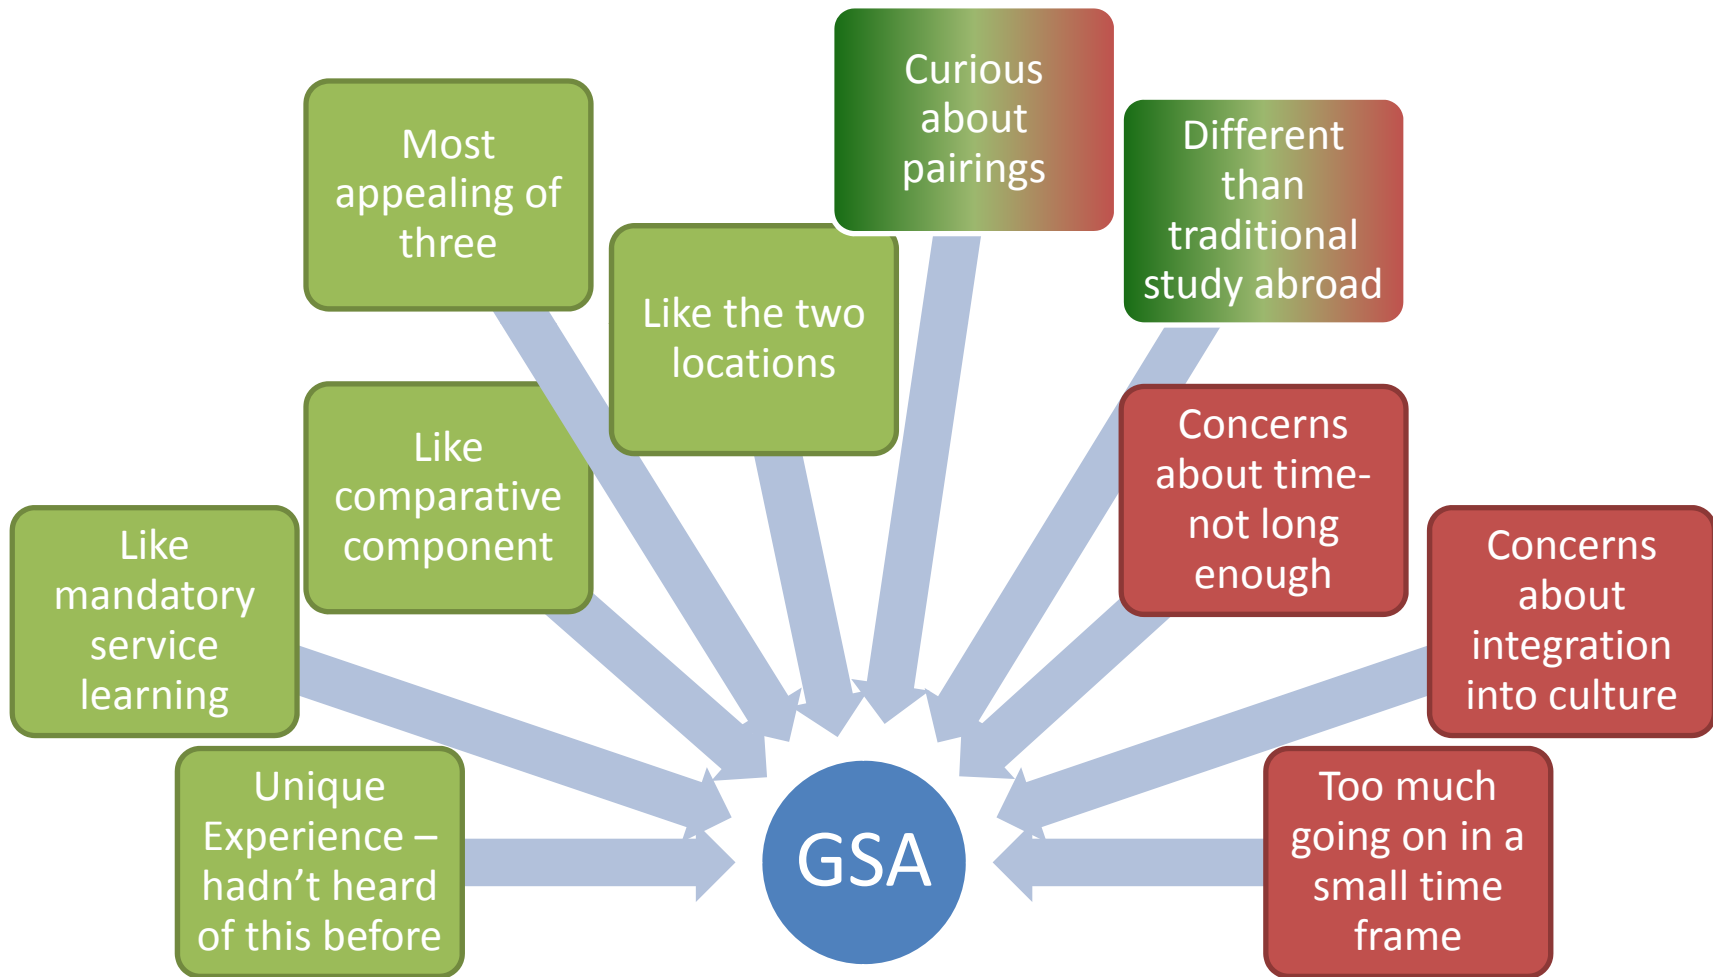 Curious
about
pairings
Most
appealing of
three
Different
than
traditional
study abroad
Like the two
locations
Like
comparative
component
Concerns
about time-
not long
enough
Like
mandatory
service
learning
Concerns
about
integration
into culture
Unique
Experience –
hadn’t heard
of this before
GSA
Too much
going on in a
small time
frame